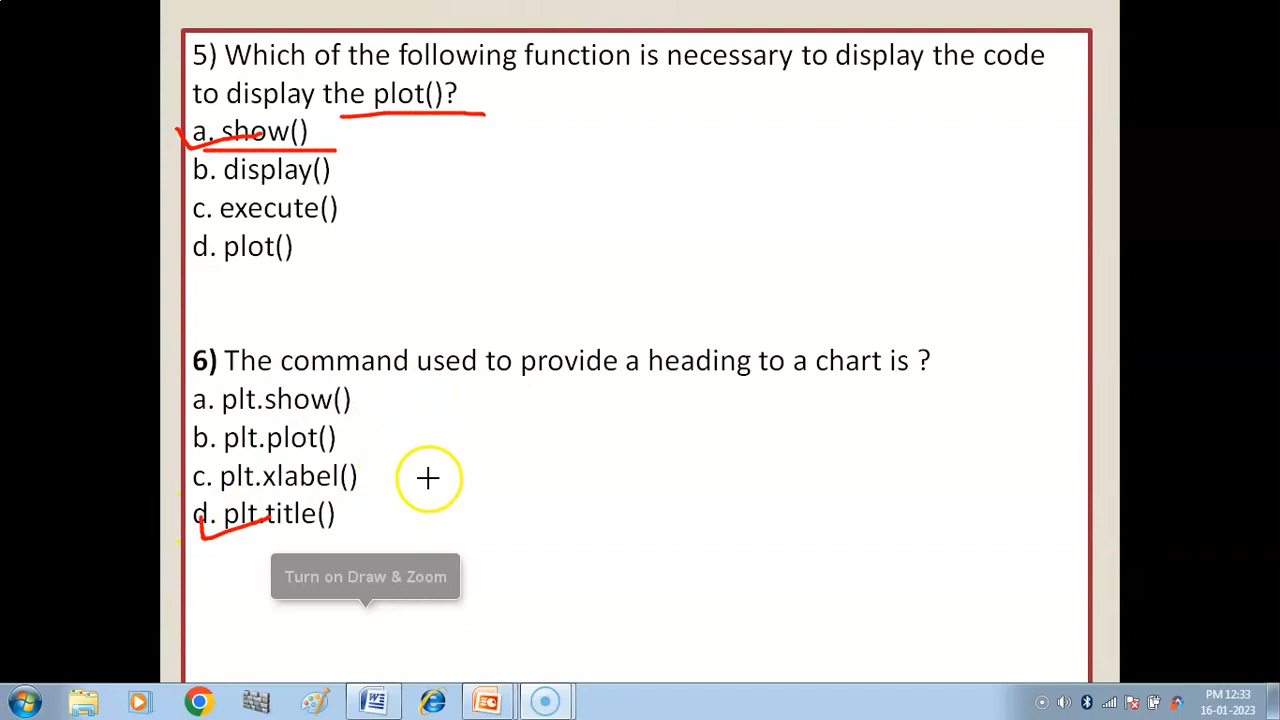 5) Which of the following function is necessary to display the code
to display the plot()?
a. show()
b. display()
c. execute()
d. plot()
6) The command used to provide a heading to a chart is ?
a. plt.show()
b. plt.plot()
c. plt.xlabel()
d. plt.title()
Turn on Draw & Zoom
PM 12:33
16-01-2023